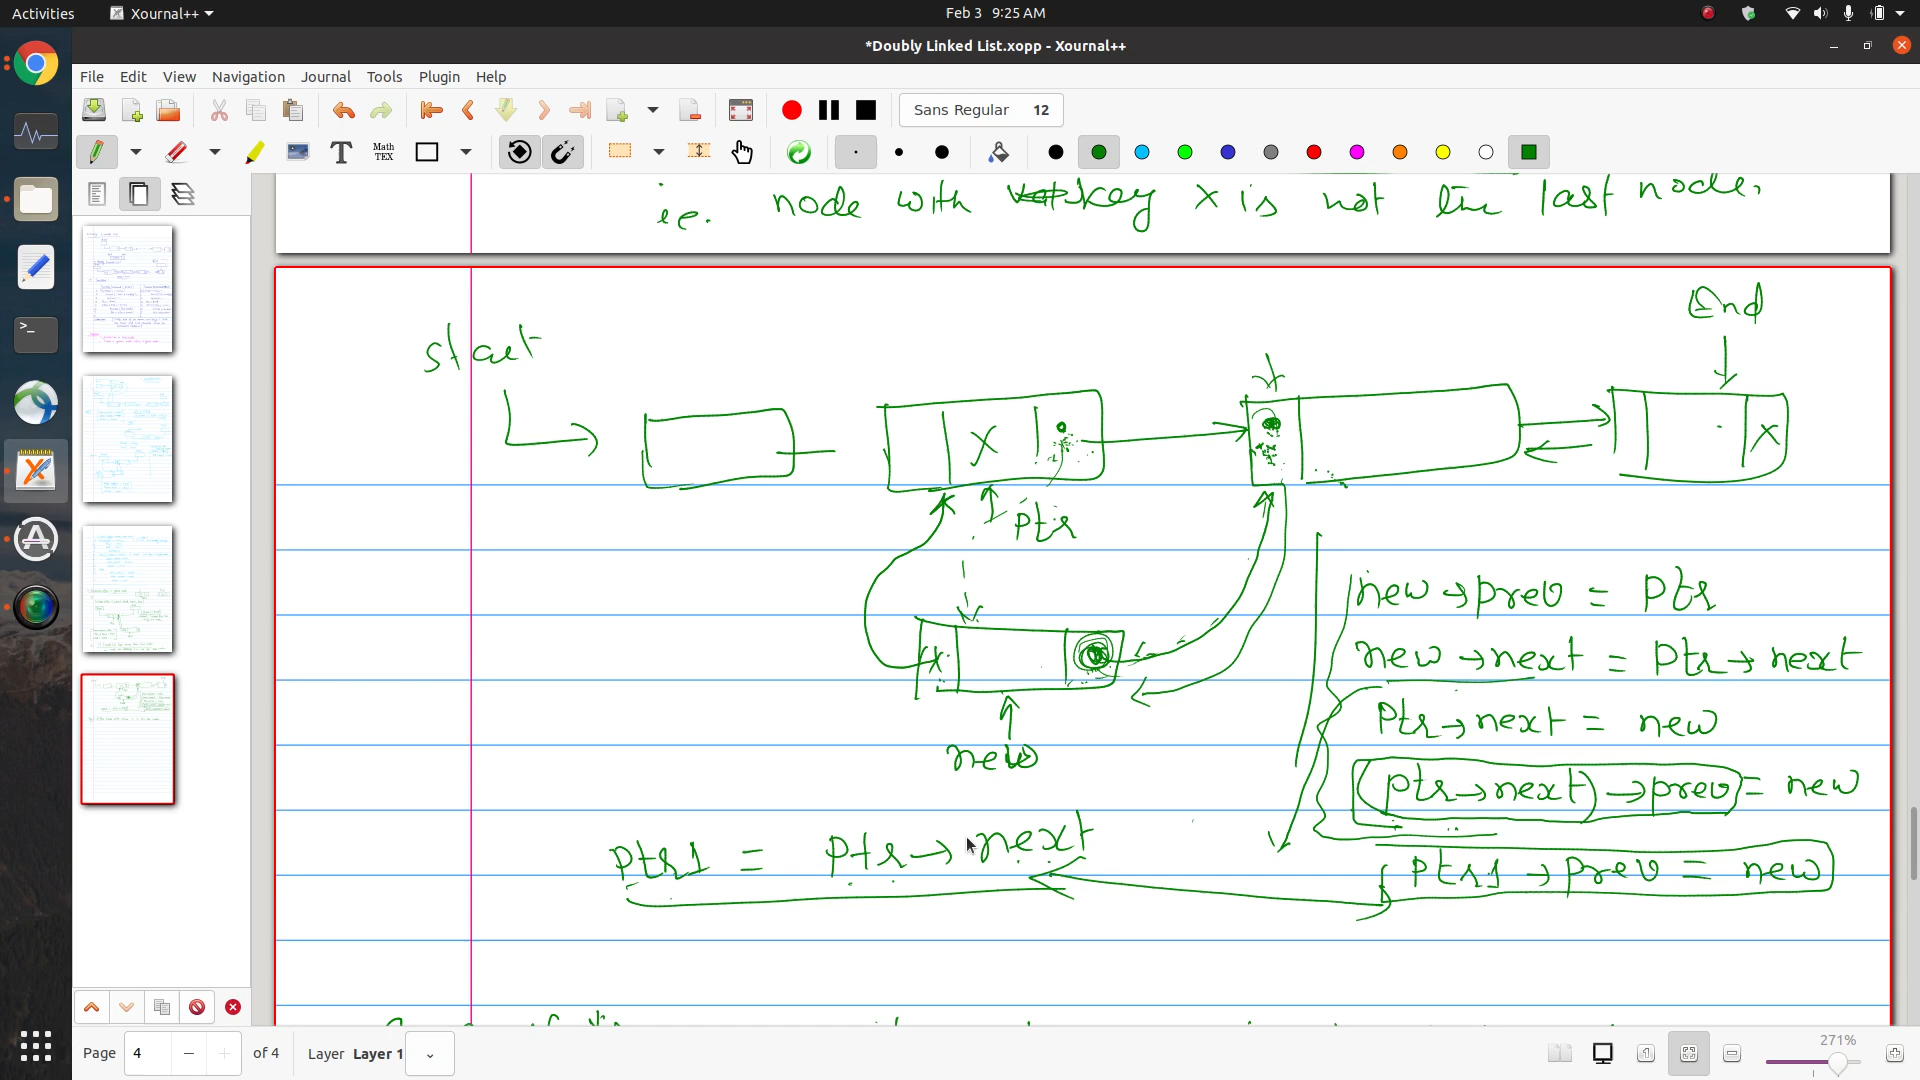 Activities Xournal++ Feb 3 9:25 AM
*Doubly Linked List.xopp - Xournal++
File Edit View Navigation Journal Tools Plugin Help
Sans Regular 12
Math TEX
ie. node with key x is not the last node.
start
End
X
X
ptr
x
new
new → prev = ptr
new → next = ptr → next
ptr → next = new
(ptr → next) → prev = new
ptr1 = ptr → next
ptr1 → prev = new
Page 4 of 4 Layer Layer 1
271%